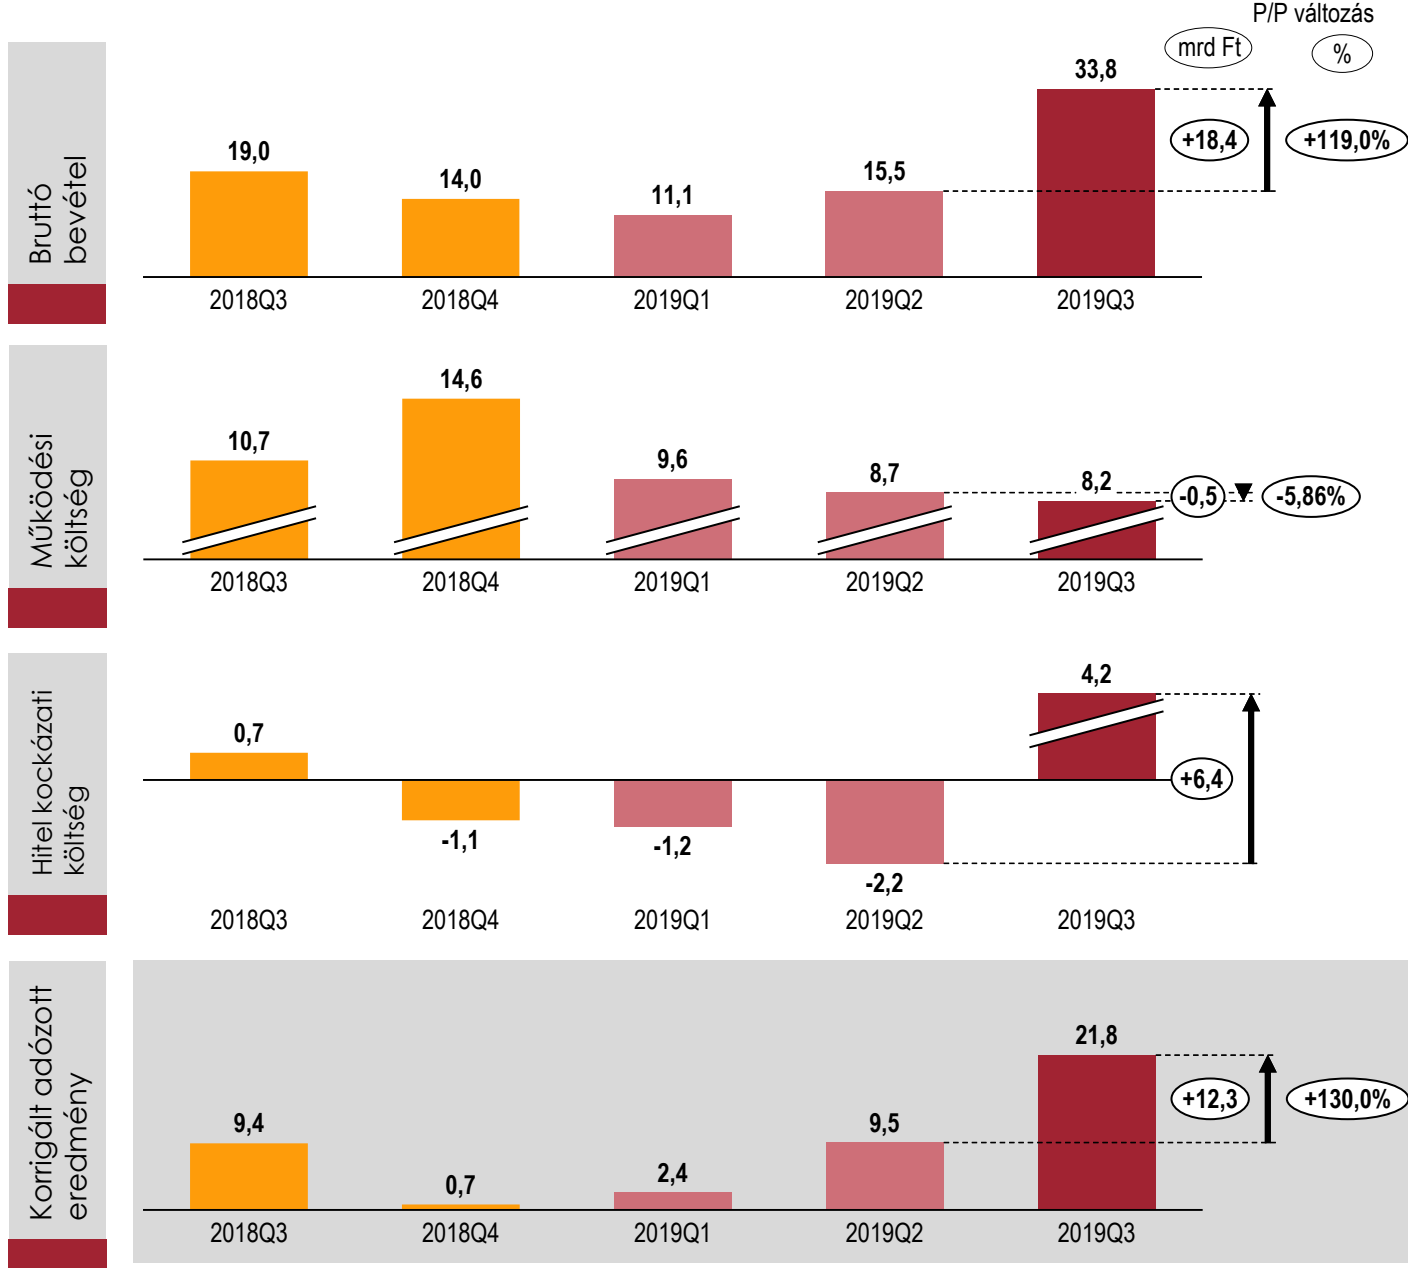 P/P változás
mrd Ft
%
Bruttó
bevétel
19,0
14,0
11,1
15,5
33,8
+18,4
+119,0%
2018Q3
2018Q4
2019Q1
2019Q2
2019Q3
Működési
költség
10,7
14,6
9,6
8,7
8,2
-0,5
-5,86%
2018Q3
2018Q4
2019Q1
2019Q2
2019Q3
Hitel kockázati
költség
0,7
-1,1
-1,2
-2,2
4,2
+6,4
2018Q3
2018Q4
2019Q1
2019Q2
2019Q3
Korrigált adózott
eredmény
9,4
0,7
2,4
9,5
21,8
+12,3
+130,0%
2018Q3
2018Q4
2019Q1
2019Q2
2019Q3